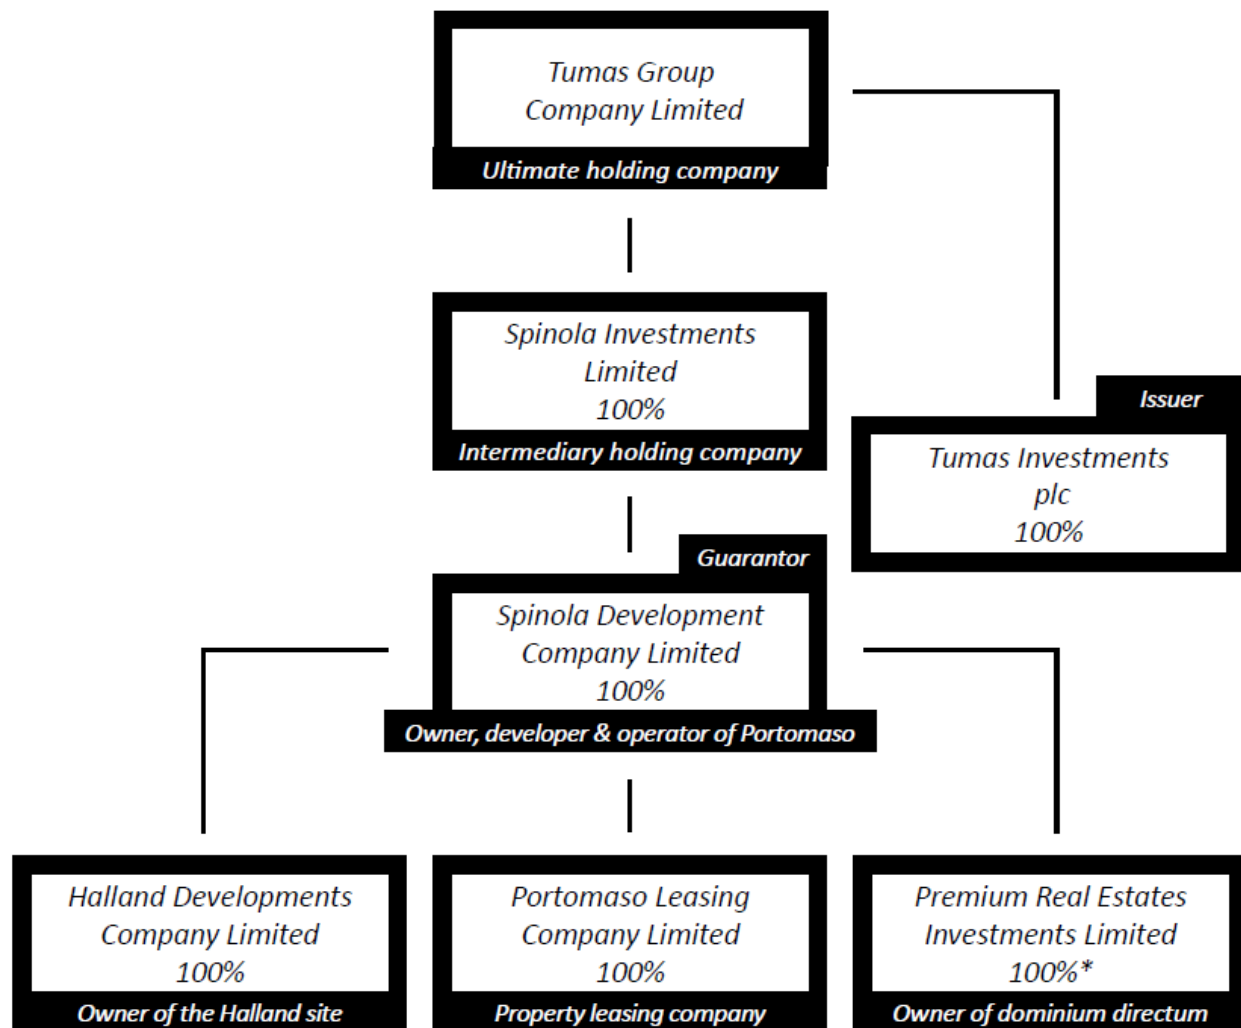 Tumas Group
Company Limited
Ultimate holding company
Spinola Investments
Limited
100%
Intermediary holding company
Issuer
Tumas Investments
plc
100%
Guarantor
Spinola Development
Company Limited
100%
Owner, developer & operator of Portomaso
Halland Developments
Company Limited
100%
Owner of the Halland site
Portomaso Leasing
Company Limited
100%
Property leasing company
Premium Real Estates
Investments Limited
100%*
Owner of dominium directum